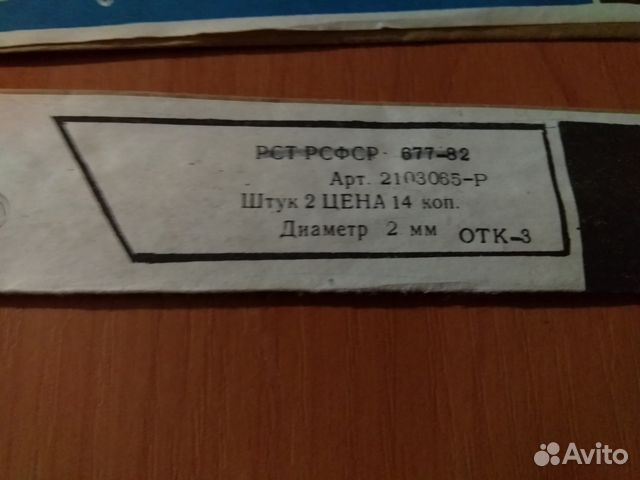 РСТ РСФСР 677-82
Арт. 2103065-Р
Штук 2 ЦЕНА 14 коп.
Диаметр 2 мм ОТК-3
Avito